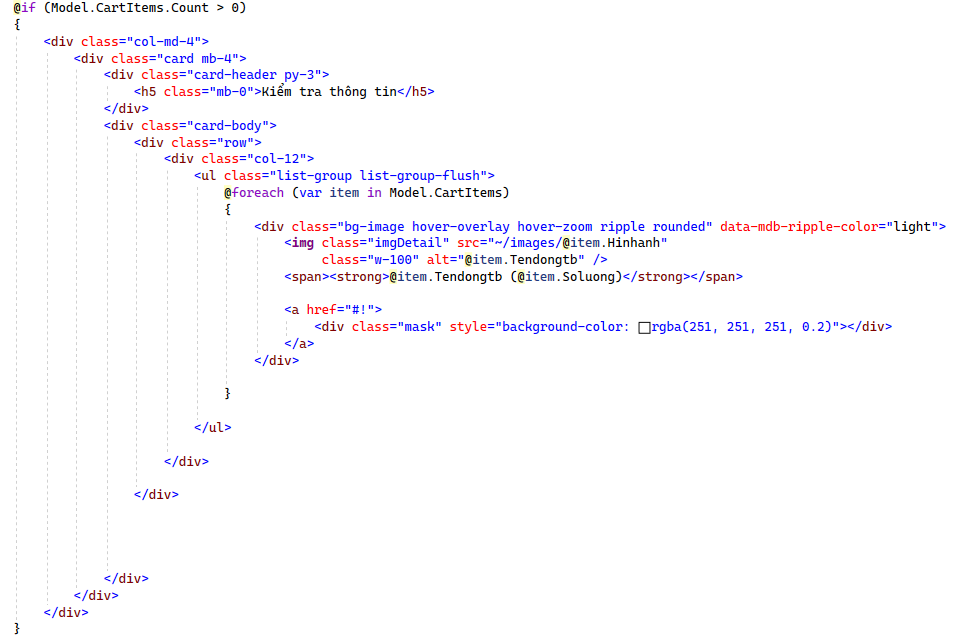 @if (Model.CartItems.Count > 0)
{
<div class="col-md-4">
<div class="card mb-4">
<div class="card-header py-3">
<h5 class="mb-0">Kiểm tra thông tin</h5>
</div>
<div class="card-body">
<div class="row">
<div class="col-12">
<ul class="list-group list-group-flush">
@foreach (var item in Model.CartItems)
{
<div class="bg-image hover-overlay hover-zoom ripple rounded" data-mdb-ripple-color="light">
<img class="imgDetail" src="~/images/@item.Hinhanh"
class="w-100" alt="@item.Tendongtb" />
<span><strong>@item.Tendongtb (@item.Soluong)</strong></span>
<a href="#!">
<div class="mask" style="background-color: rgba(251, 251, 251, 0.2)"></div>
</a>
</div>
}
</ul>
</div>
</div>
</div>
</div>
</div>
}